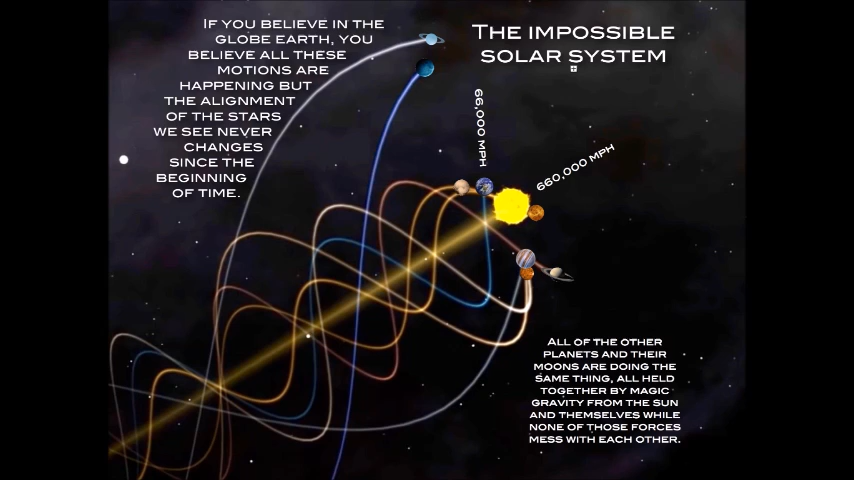 IF YOU BELIEVE IN THE
GLOBE EARTH, YOU
BELIEVE ALL THESE
MOTIONS ARE
HAPPENING BUT
THE ALIGNMENT
OF THE STARS
WE SEE NEVER
CHANGES
SINCE THE
BEGINNING
OF TIME.
THE IMPOSSIBLE
SOLAR SYSTEM
66,000 MPH
660,000 MPH
ALL OF THE OTHER
PLANETS AND THEIR
MOONS ARE DOING THE
SAME THING, ALL HELD
TOGETHER BY MAGIC
GRAVITY FROM THE SUN
AND THEMSELVES WHILE
NONE OF THOSE FORCES
MESS WITH EACH OTHER.